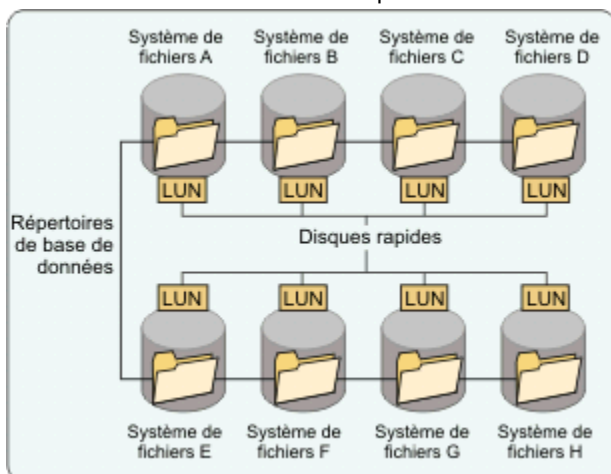 Système de
fichiers A
Système de
fichiers B
Système de
fichiers C
Système de
fichiers D
LUN
LUN
LUN
LUN
Répertoires
de base de
données
Disques rapides
LUN
LUN
LUN
LUN
Système de
fichiers E
Système de
fichiers F
Système de
fichiers G
Système de
fichiers H